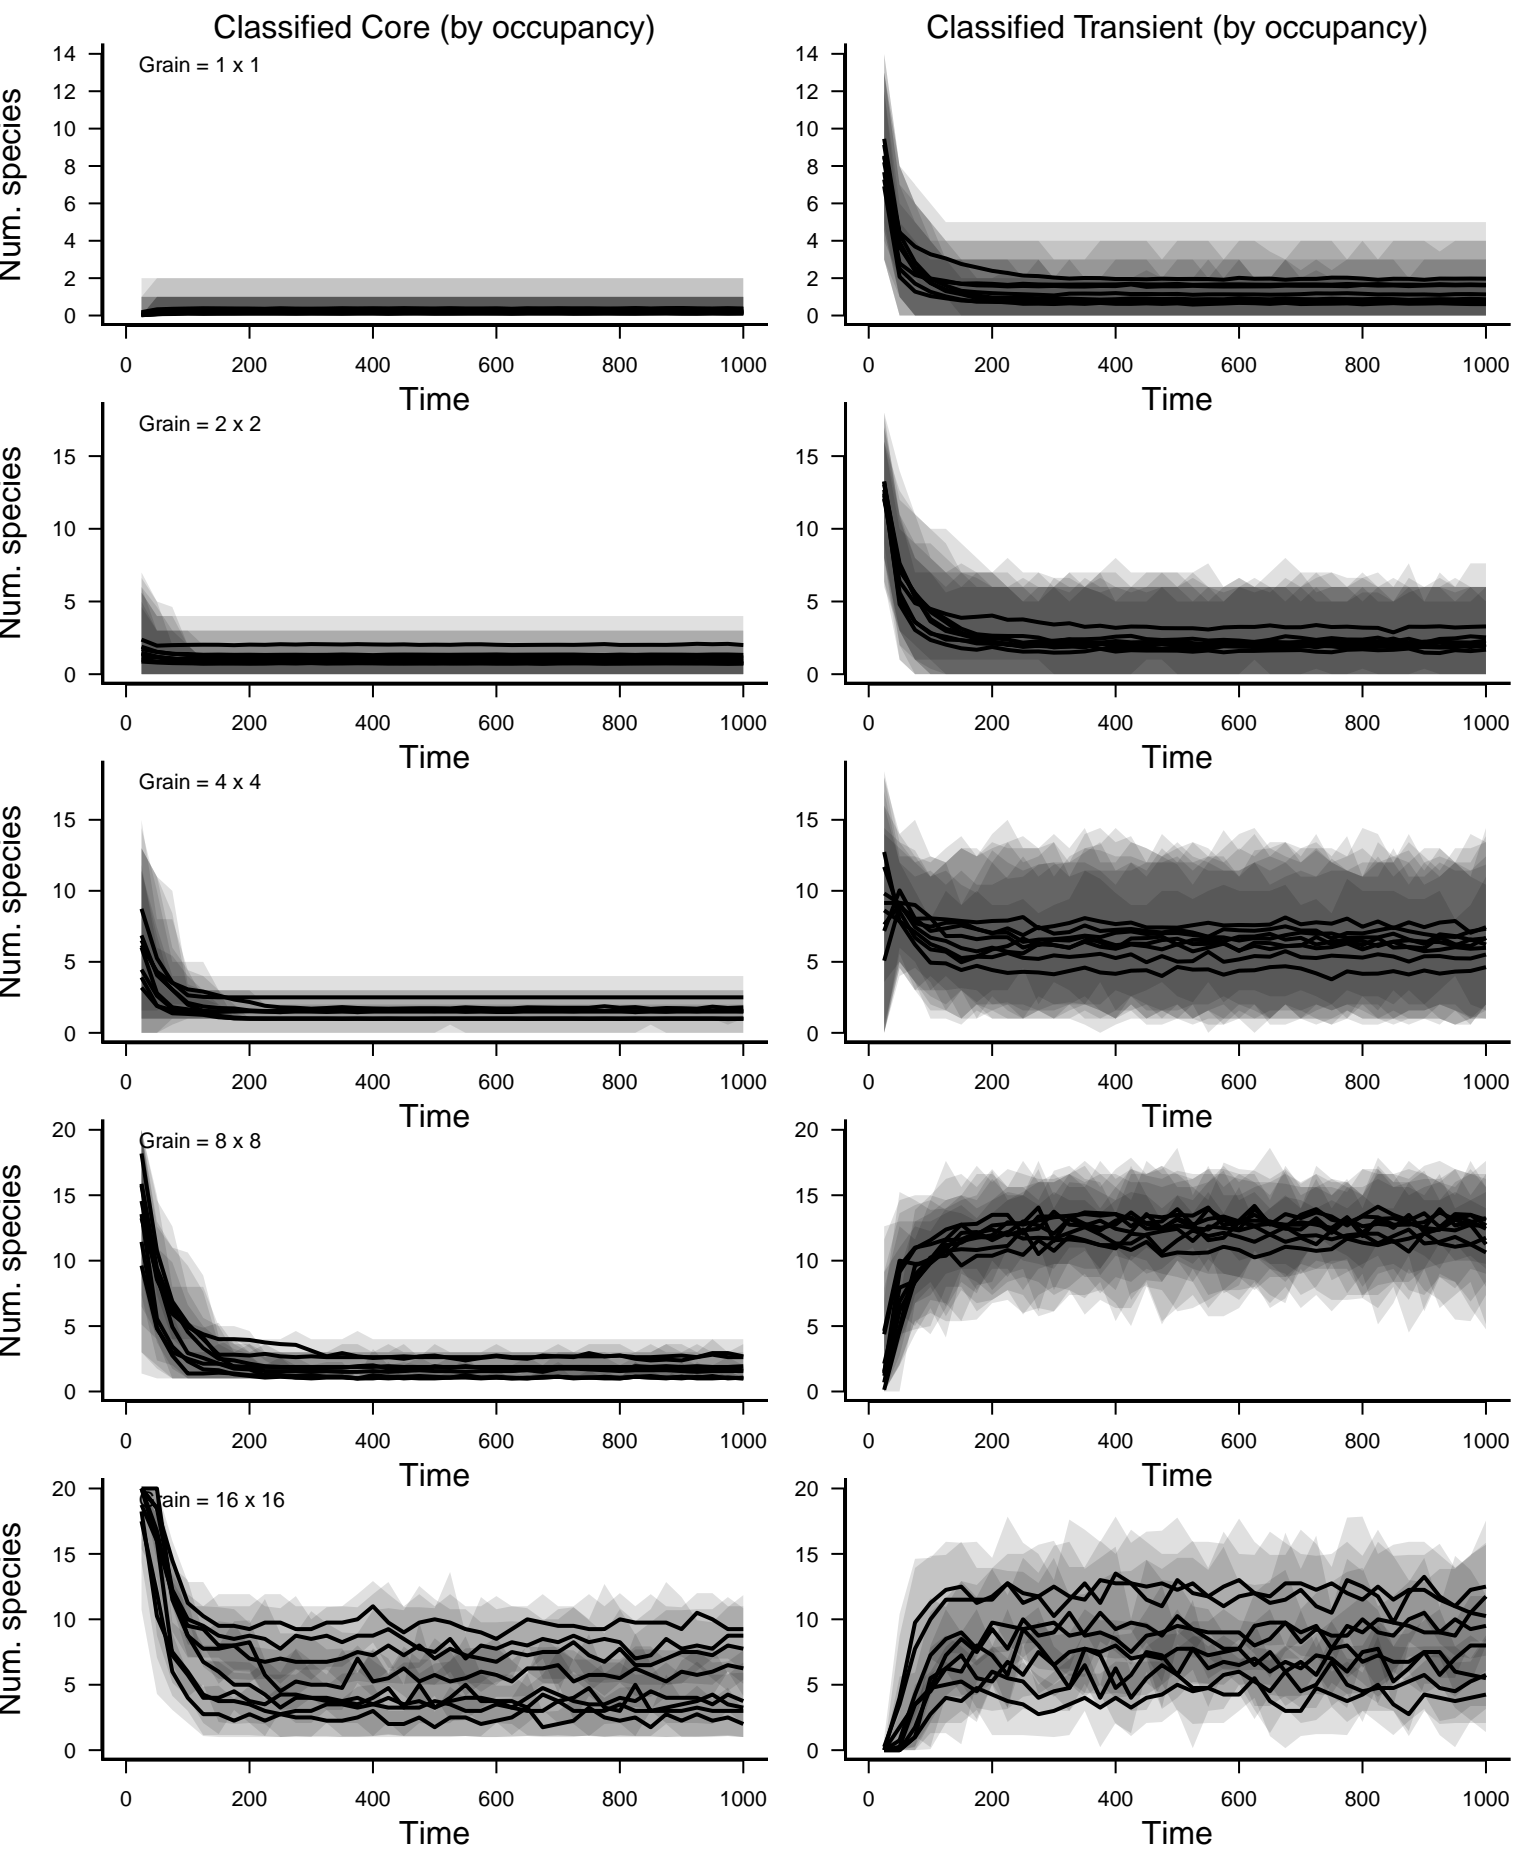 Classified Core (by occupancy)
Classified Transient (by occupancy)
Grain = 1 x 1
Num. species
14
12
10
8
6
4
2
0
0 200 400 600 800 1000
Time
14
12
10
8
6
4
2
0
0 200 400 600 800 1000
Time
Grain = 2 x 2
Num. species
15
10
5
0
0 200 400 600 800 1000
Time
15
10
5
0
0 200 400 600 800 1000
Time
Grain = 4 x 4
Num. species
15
10
5
0
0 200 400 600 800 1000
Time
15
10
5
0
0 200 400 600 800 1000
Time
Grain = 8 x 8
Num. species
20
15
10
5
0
0 200 400 600 800 1000
Time
20
15
10
5
0
0 200 400 600 800 1000
Time
Grain = 16 x 16
Num. species
20
15
10
5
0
0 200 400 600 800 1000
Time
20
15
10
5
0
0 200 400 600 800 1000
Time